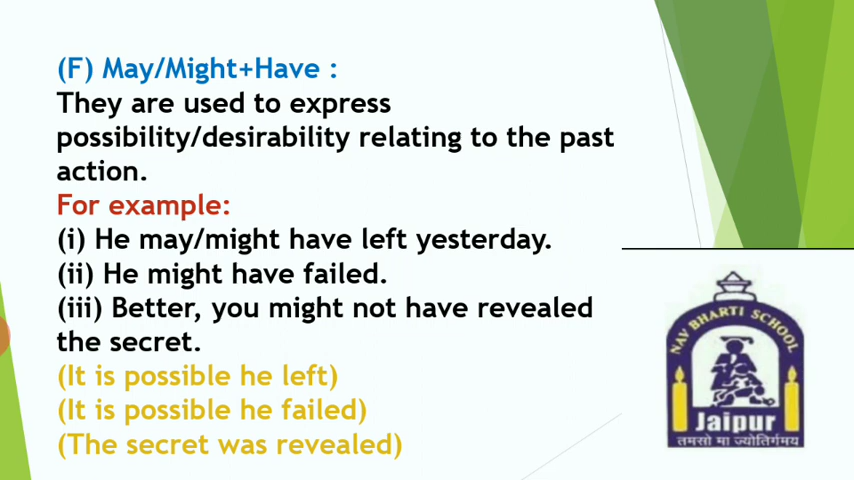 (F) May/Might+Have :
They are used to express
possibility/desirability relating to the past
action.
For example:
(i) He may/might have left yesterday.
(ii) He might have failed.
(iii) Better, you might not have revealed
the secret.
(It is possible he left)
(It is possible he failed)
(The secret was revealed)
NAV BHARTI SCHOOL
Jaipur
तमसो मा ज्योतिर्गमय